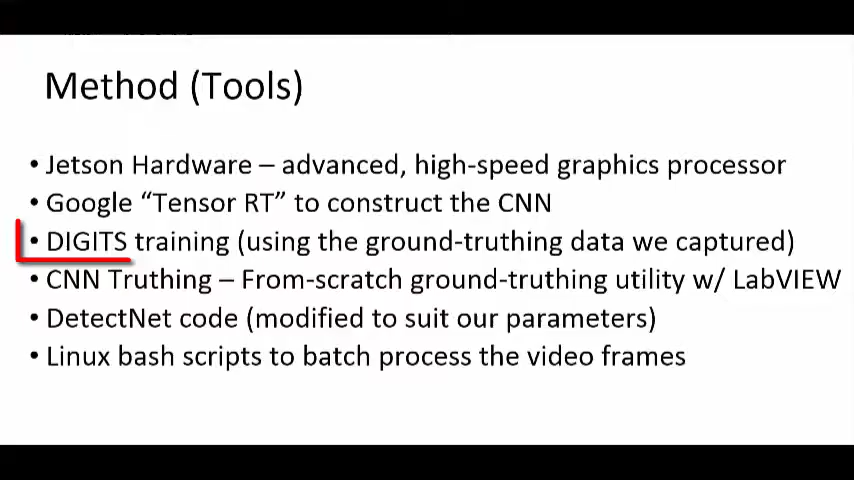 Method (Tools)
• Jetson Hardware – advanced, high-speed graphics processor
• Google “Tensor RT” to construct the CNN
• DIGITS training (using the ground-truthing data we captured)
• CNN Truthing – From-scratch ground-truthing utility w/ LabVIEW
• DetectNet code (modified to suit our parameters)
• Linux bash scripts to batch process the video frames